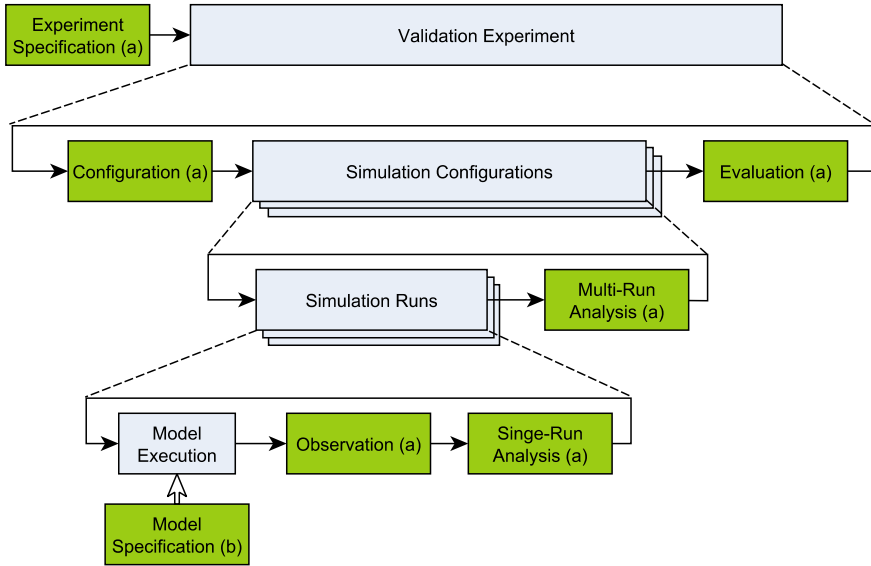 Experiment
Specification (a)
Validation Experiment
Configuration (a)
Simulation Configurations
Evaluation (a)
Simulation Runs
Multi-Run
Analysis (a)
Model
Execution
Observation (a)
Singe-Run
Analysis (a)
Model
Specification (b)